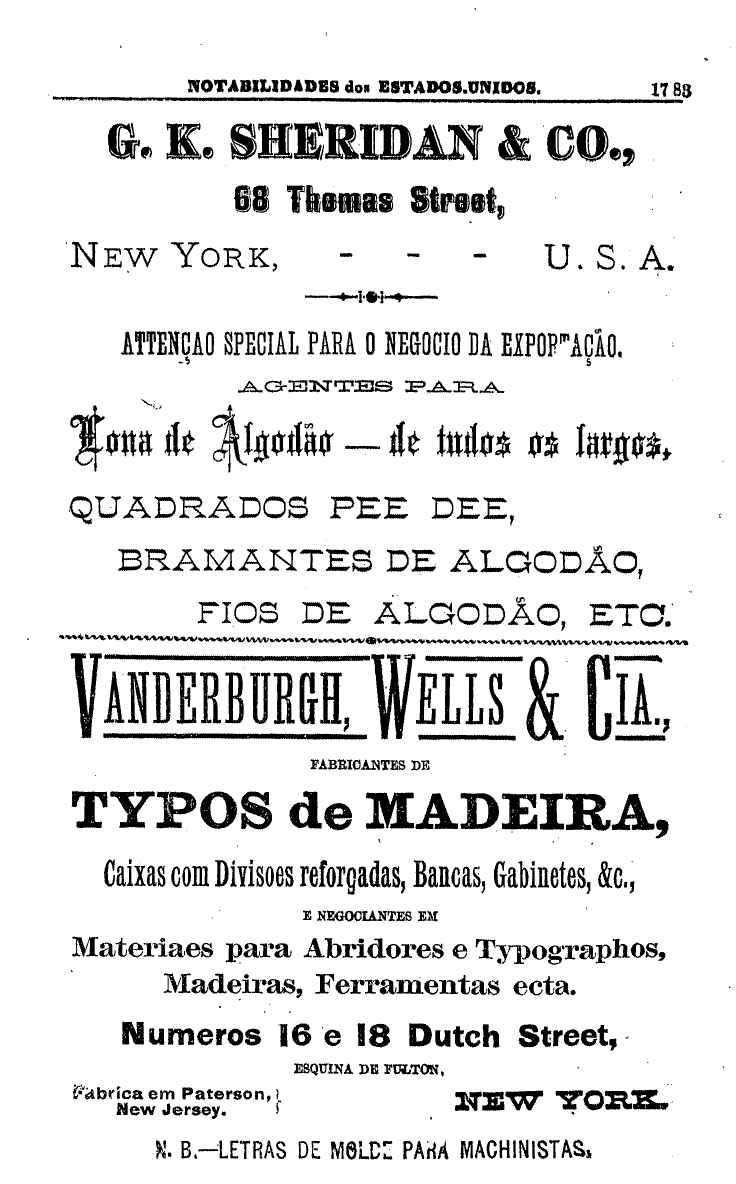 NOTABILIDADES dos ESTADOS.UNIDOS. 1783
G. K. SHERIDAN & CO.,
68 Thomas Street,
NEW YORK, - - - U. S. A.
ATTENÇAO SPECIAL PARA O NEGOCIO DA EXPORTAÇÃO.
AGENTES PARA
Lona de Algodão — de tudos os largos,
QUADRADOS PEE DEE,
BRAMANTES DE ALGODÃO,
FIOS DE ALGODÃO, ETC.
VANDERBURGH, WELLS & CIA.,
FABRICANTES DE
TYPOS de MADEIRA,
Caixas com Divisoes reforçadas, Bancas, Gabinetes, &c.,
E NEGOCIANTES EM
Materiaes para Abridores e Typographos,
Madeiras, Ferramentas ecta.
Numeros 16 e 18 Dutch Street,
ESQUINA DE FULTON,
Fabrica em Paterson,
New Jersey.
NEW YORK.
N. B.—LETRAS DE MOLDE PARA MACHINISTAS,